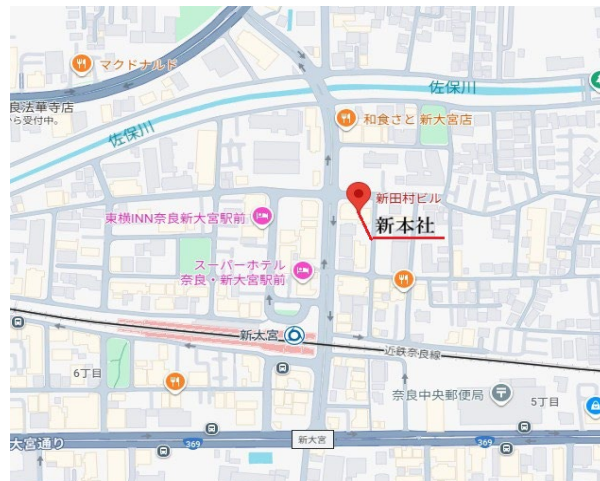 マクドナルド
佐保川
良法華寺店
から受付中。
佐保川
和食さと 新大宮店
新田村ビル
新本社
東横INN奈良新大宮駅前
スーパーホテル
奈良・新大宮駅前
新大宮
近鉄奈良線
6丁目
奈良中央郵便局
5丁目
大宮通り
369
新大宮
369